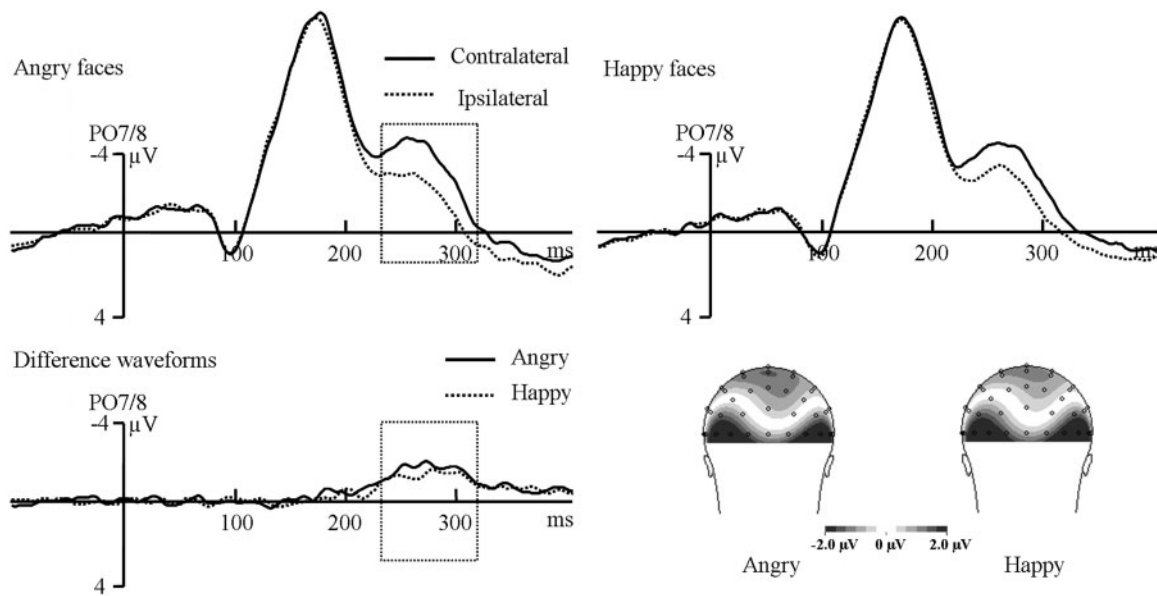 Angry faces
Contralateral
Ipsilateral
PO7/8
-4 µV
100
200
300
ms
4
Happy faces
PO7/8
-4 µV
100
200
300
4
Difference waveforms
Angry
Happy
PO7/8
-4 µV
100
200
300
ms
4
-2.0 µV 0 µV 2.0 µV
Angry Happy